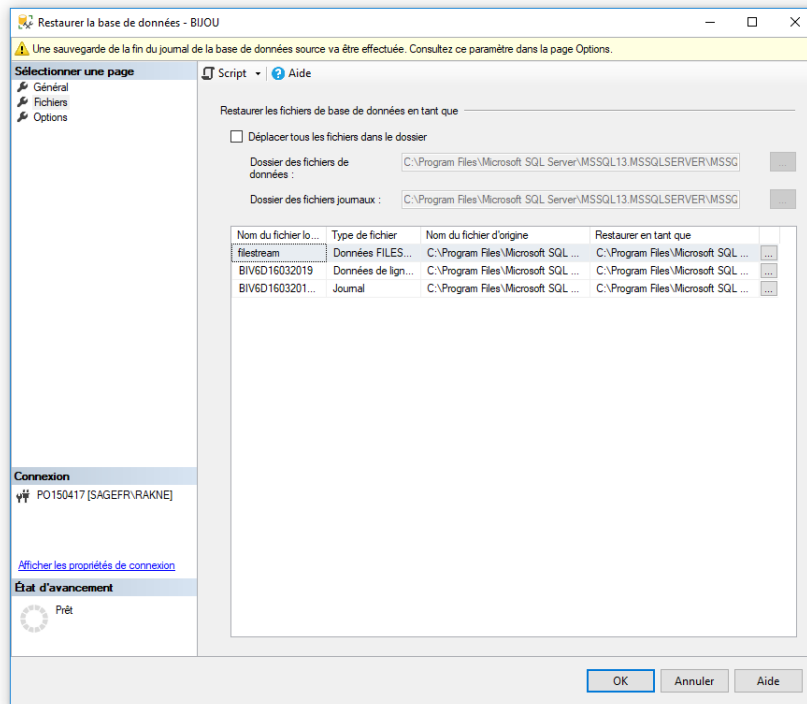 Restaurer la base de données - BIJOU
Une sauvegarde de la fin du journal de la base de données source va être effectuée. Consultez ce paramètre dans la page Options.
Sélectionner une page
Général
Fichiers
Options
Script
Aide
Restaurer les fichiers de base de données en tant que
Déplacer tous les fichiers dans le dossier
Dossier des fichiers de
données :
C:\Program Files\Microsoft SQL Server\MSSQL13.MSSQLSERVER\MSSQ
...
Dossier des fichiers journaux :
C:\Program Files\Microsoft SQL Server\MSSQL13.MSSQLSERVER\MSSQ
...
Nom du fichier lo... Type de fichier Nom du fichier d'origine Restaurer en tant que
filestream Données FILES... C:\Program Files\Microsoft SQL ... C:\Program Files\Microsoft SQL ... ...
BIV6D16032019 Données de lign... C:\Program Files\Microsoft SQL ... C:\Program Files\Microsoft SQL ... ...
BIV6D1603201... Journal C:\Program Files\Microsoft SQL ... C:\Program Files\Microsoft SQL ... ...
Connexion
PO150417 [SAGEFR\RAKNE]
Afficher les propriétés de connexion
État d'avancement
Prêt
OK
Annuler
Aide